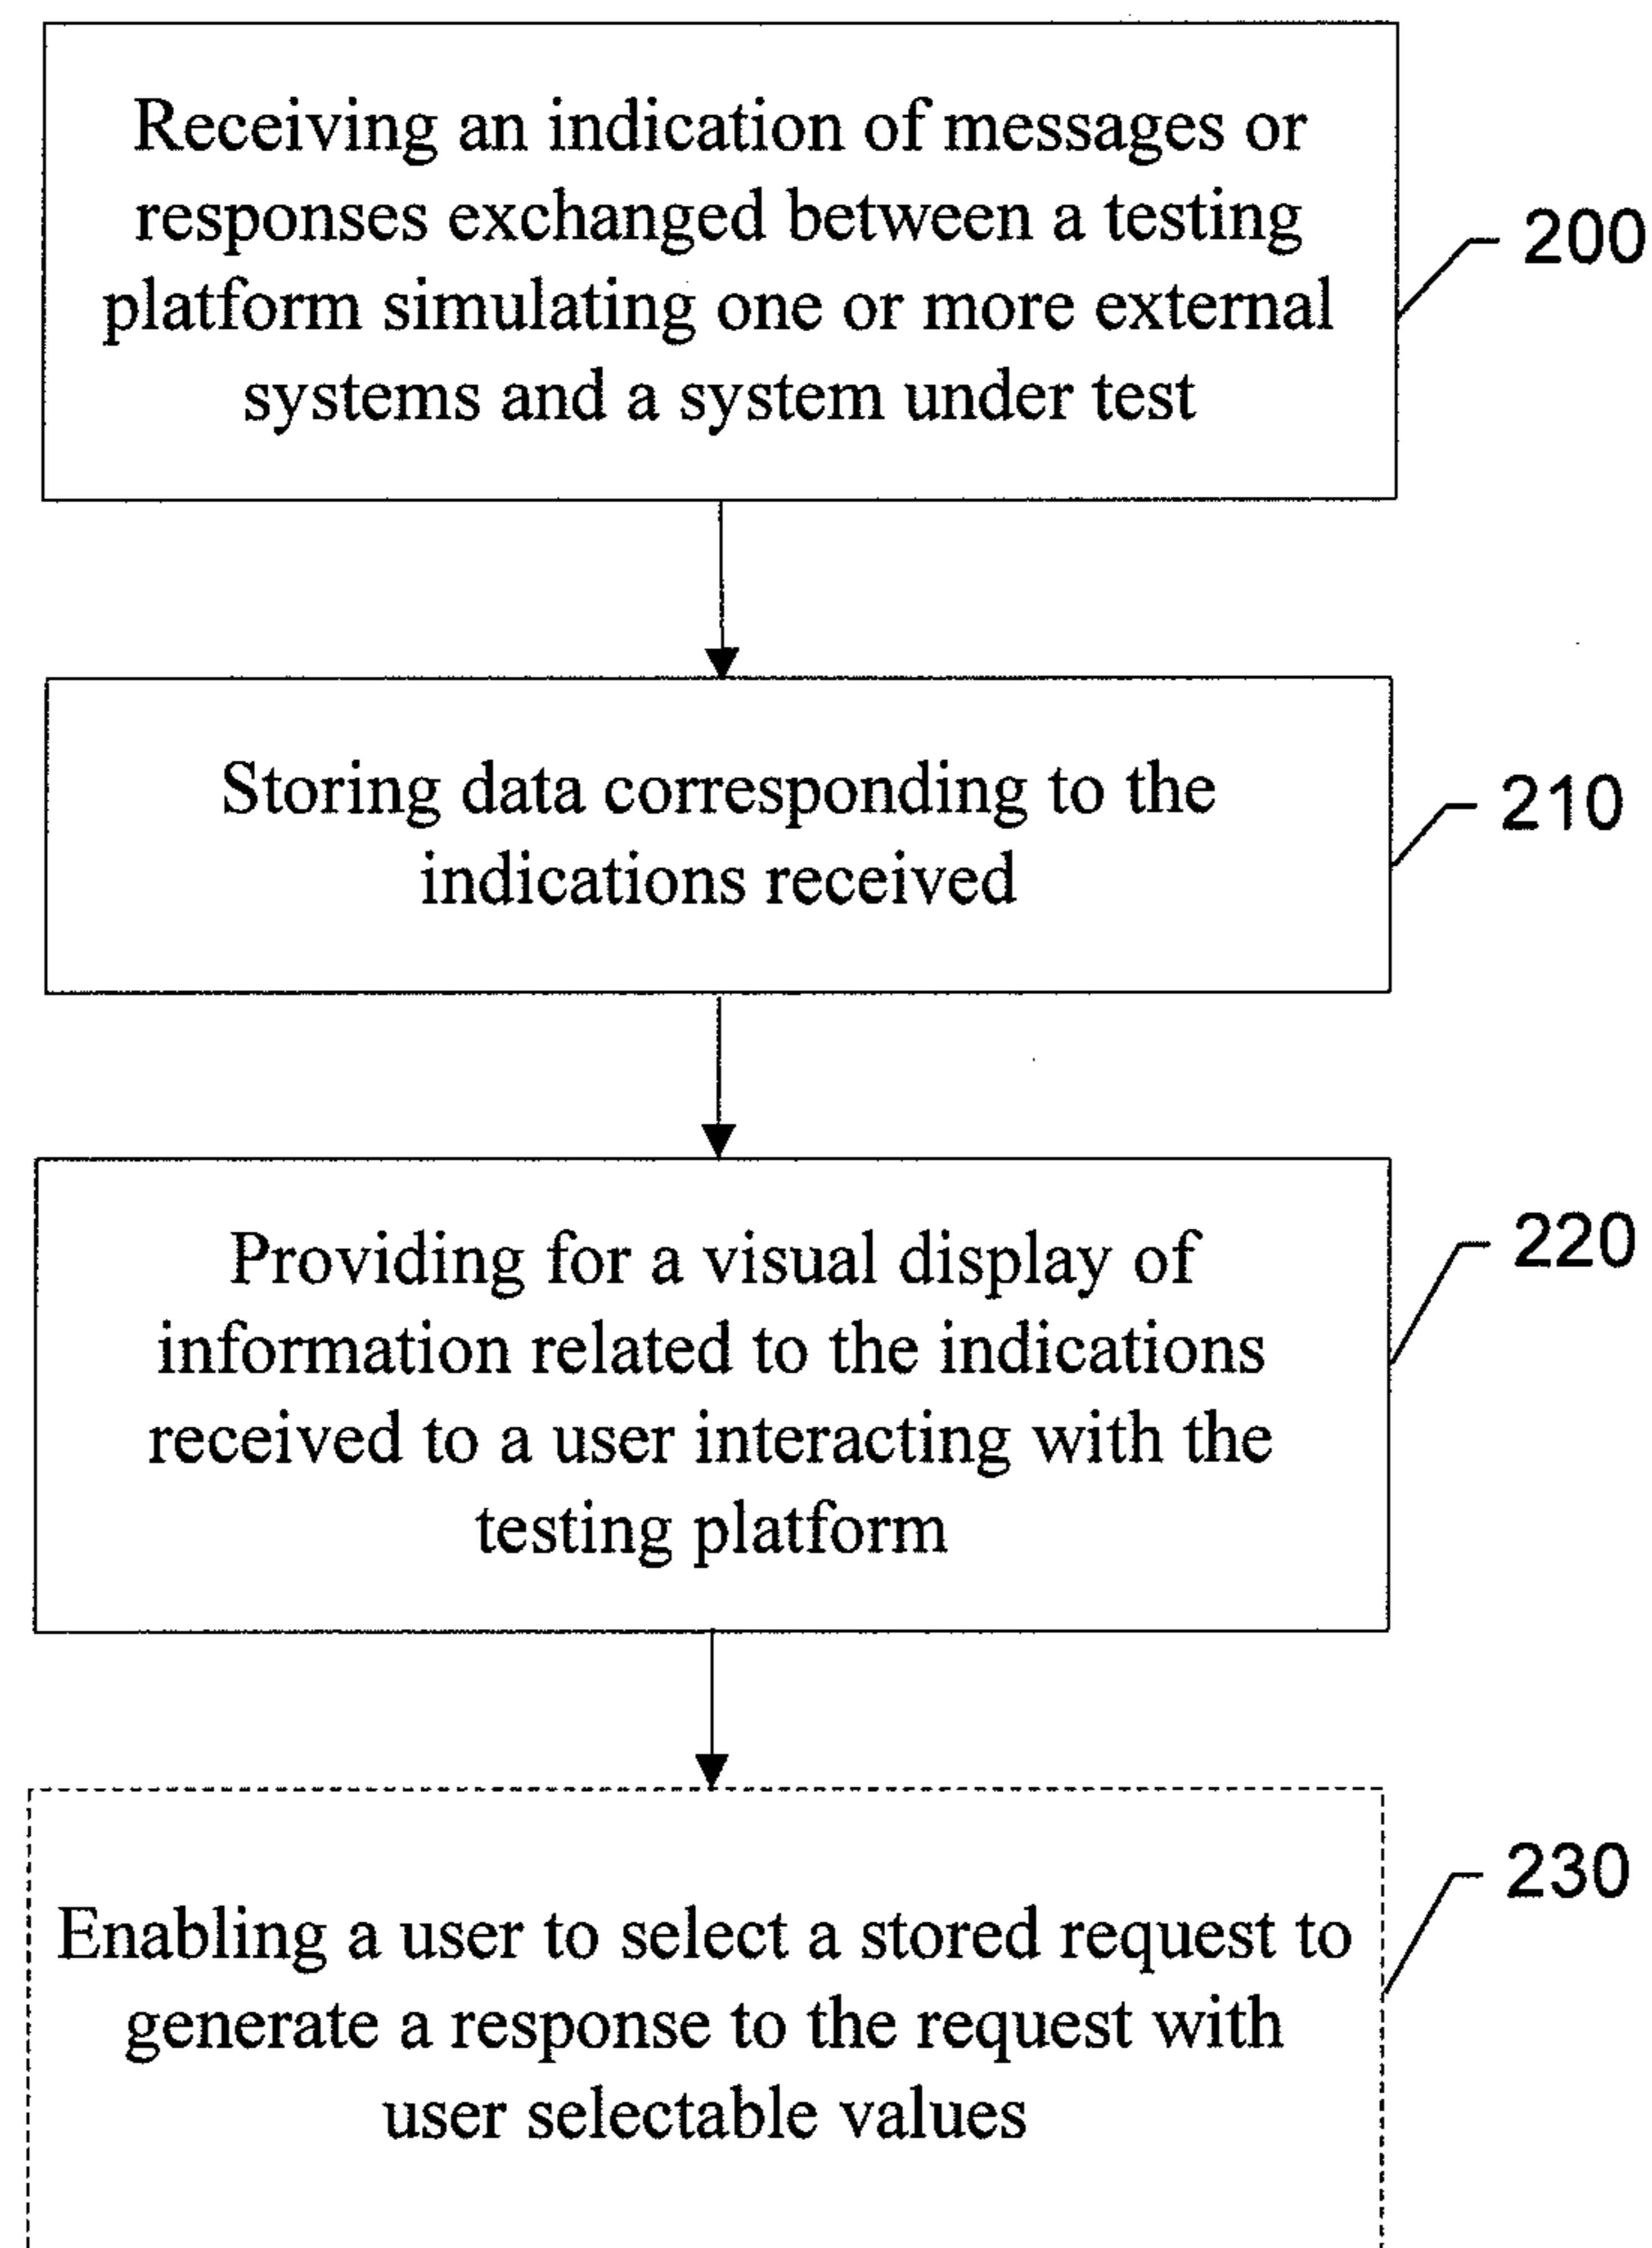 Receiving an indication of messages or
responses exchanged between a testing
platform simulating one or more external
systems and a system under test
200
Storing data corresponding to the
indications received
210
Providing for a visual display of
information related to the indications
received to a user interacting with the
testing platform
220
Enabling a user to select a stored request to
generate a response to the request with
user selectable values
230